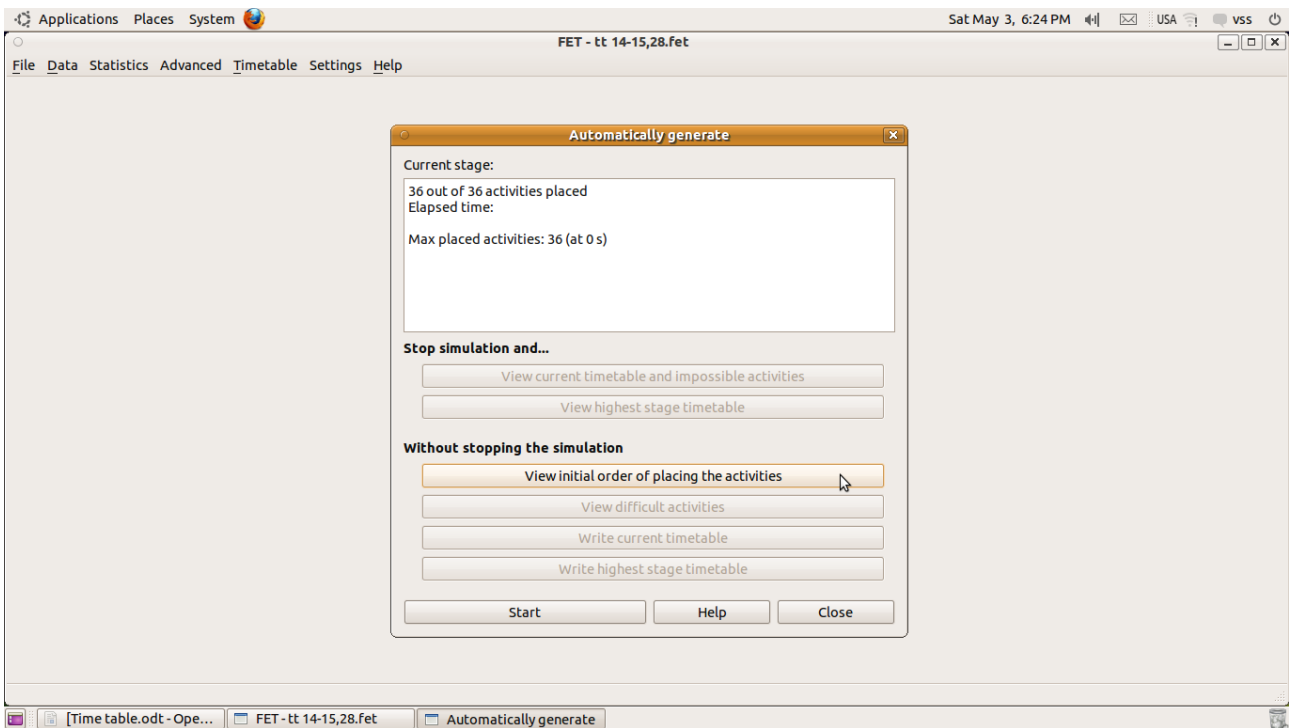 Applications Places System Sat May 3, 6:24 PM USA vss
FET - tt 14-15,28.fet
File Data Statistics Advanced Timetable Settings Help
Automatically generate
Current stage:
36 out of 36 activities placed
Elapsed time:
Max placed activities: 36 (at 0 s)
Stop simulation and...
View current timetable and impossible activities
View highest stage timetable
Without stopping the simulation
View initial order of placing the activities
View difficult activities
Write current timetable
Write highest stage timetable
Start Help Close
[Time table.odt - Ope... FET - tt 14-15,28.fet Automatically generate